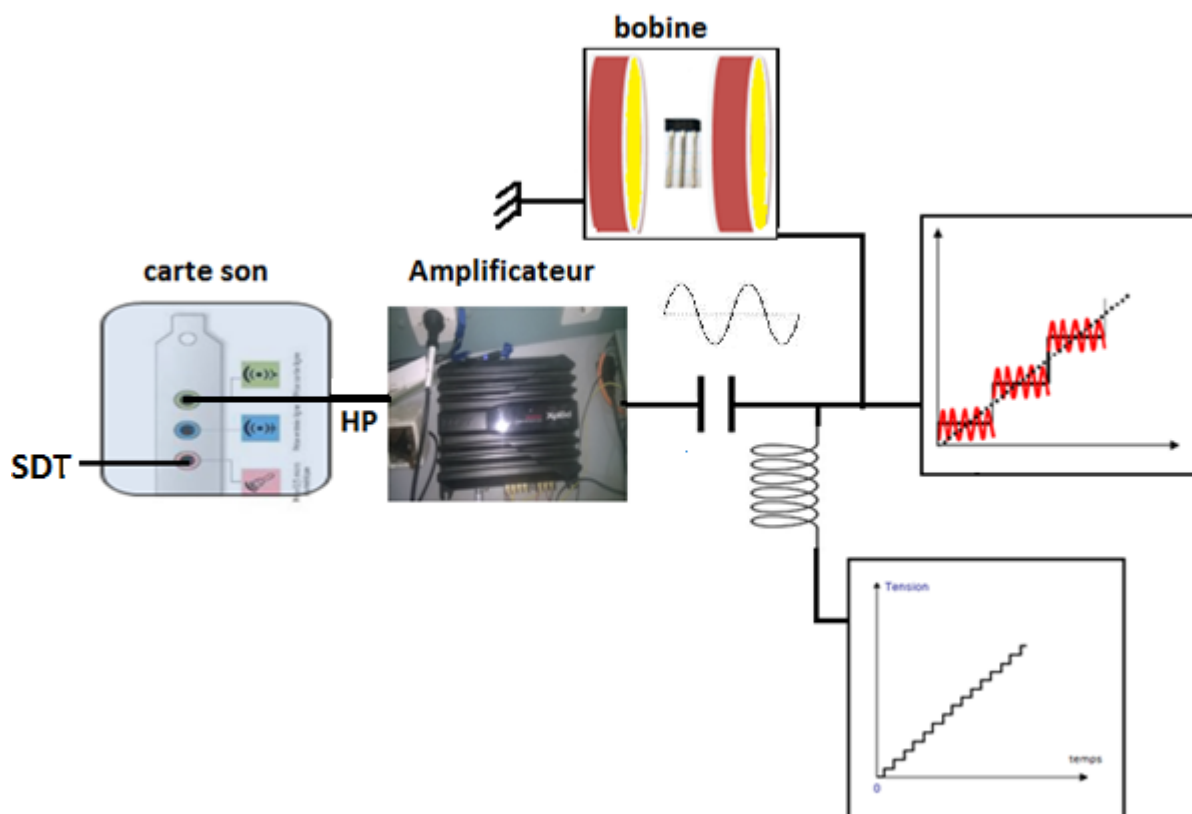 bobine
carte son
Amplificateur
HP
SDT
Tension
temps
0